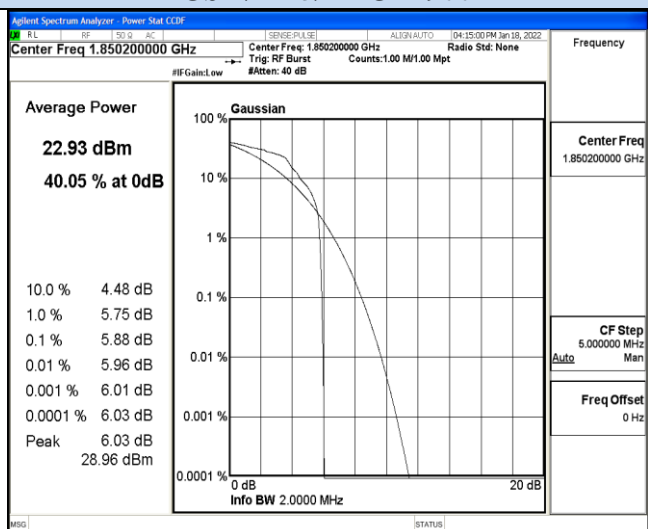 Agilent Spectrum Analyzer - Power Stat CCDF
RL RF 50 Ω AC SENSE:PULSE ALIGN AUTO 04:15:00 PM Jan 18, 2022
Center Freq 1.850200000 GHz
Center Freq: 1.850200000 GHz Radio Std: None
Trig: RF Burst Counts:1.00 M/1.00 Mpt
#IFGain:Low #Atten: 40 dB
Frequency
Average Power
22.93 dBm
40.05 % at 0dB
10.0 % 4.48 dB
1.0 % 5.75 dB
0.1 % 5.88 dB
0.01 % 5.96 dB
0.001 % 6.01 dB
0.0001 % 6.03 dB
Peak 6.03 dB
28.96 dBm
Gaussian
100 %
10 %
1 %
0.1 %
0.01 %
0.001 %
0.0001 %
0 dB 20 dB
Info BW 2.0000 MHz
Center Freq
1.850200000 GHz
CF Step
5.000000 MHz
Auto Man
Freq Offset
0 Hz
MSG STATUS